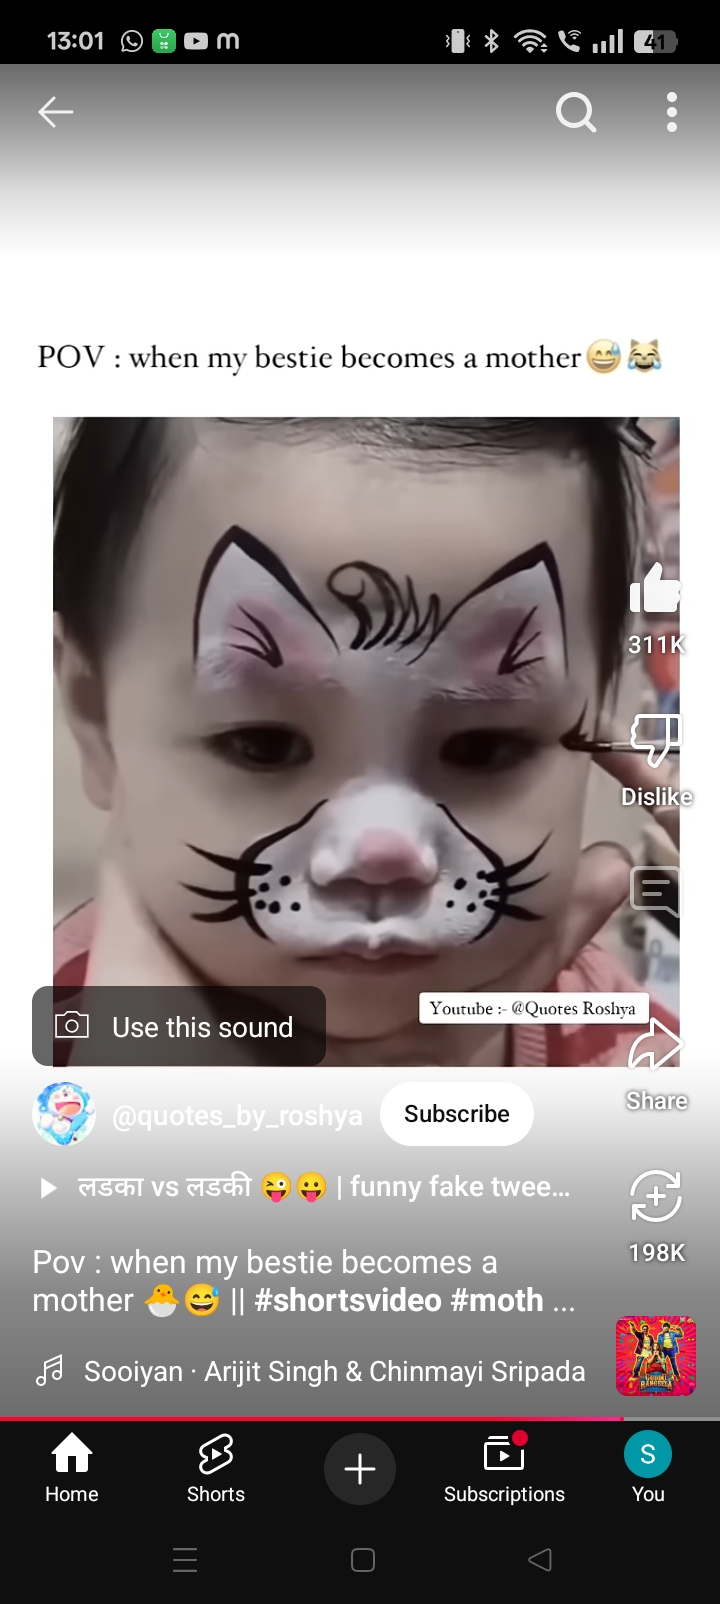 13:01
41
POV : when my bestie becomes a mother😅😹
311K
Dislike
0
Youtube :- @Quotes Roshya
Use this sound
Share
@quotes_by_roshya
Subscribe
लडका vs लडकी 😜😛 | funny fake twee...
198K
Pov : when my bestie becomes a
mother 🐣😅 || #shortsvideo #moth ...
Sooiyan · Arijit Singh & Chinmayi Sripada
Home
Shorts
Subscriptions
S
You